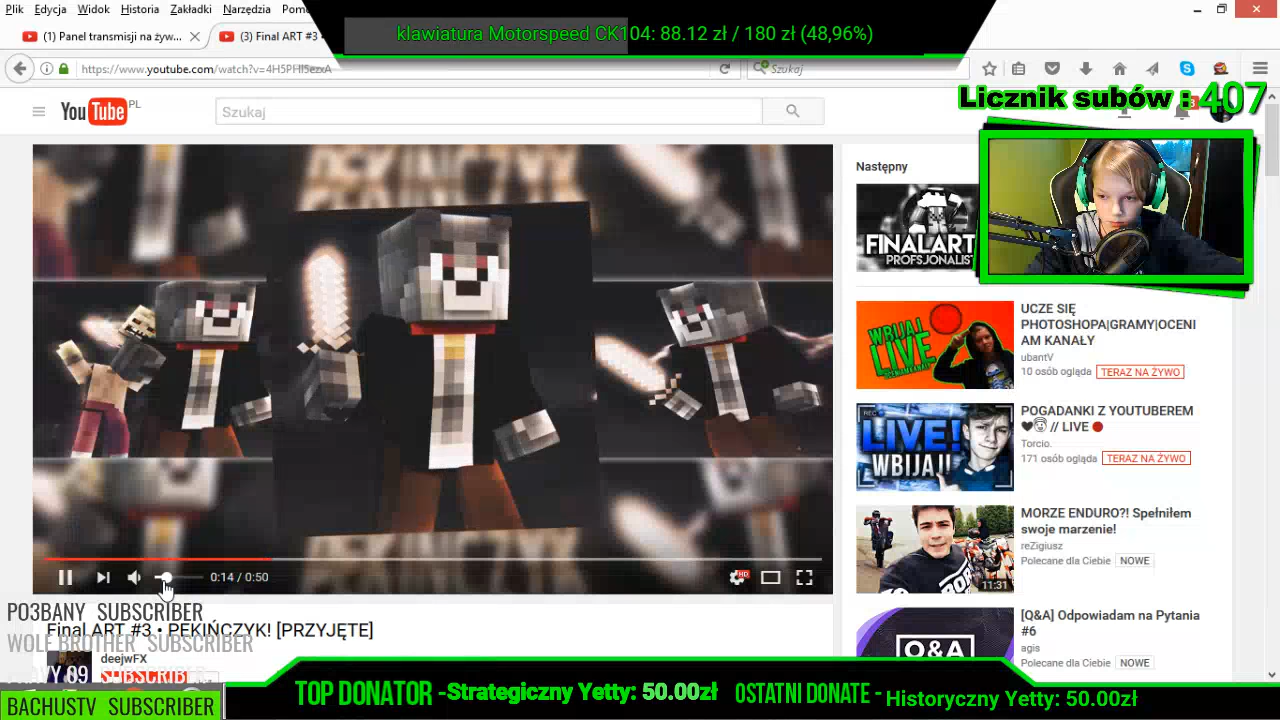 Plik Edycja Widok Historia Zakładki Narzędzia
klawiatura Motorspeed CK104: 88.12 zł / 180 zł (48,96%)
(1) Panel transmisji na żyw...
(3) Final ART #3
https://www.youtube.com/watch?v=4H5PHI5ezxA
Szukaj
Licznik subów : 407
YouTube PL
Szukaj
Następny
FINALART
PROFSJONALIST
UCZE SIĘ
PHOTOSHOPA|GRAMY|OCENI
AM KANAŁY
ubantV
10 osób ogląda TERAZ NA ŻYWO
WBIJAJ
LIVE
POGADANKI Z YOUTUBEREM
❤😇 // LIVE 🔴
Torcio.
171 osób ogląda TERAZ NA ŻYWO
REC
LIVE!
WBIJAJ!
MORZE ENDURO?! Spełniłem
swoje marzenie!
reZigiusz
Polecane dla Ciebie NOWE
11:31
[Q&A] Odpowiadam na Pytania
#6
agis
Polecane dla Ciebie NOWE
Q&A
0:14 / 0:50
HD
PO3BANY SUBSCRIBER
Final ART #3 • PEKIŃCZYK! [PRZYJĘTE]
WOLF BROTHER SUBSCRIBER
deejwFX
09 SUBSCRIBER
BACHUSTV SUBSCRIBER
TOP DONATOR - Strategiczny Yetty: 50.00zł
OSTATNI DONATE - Historyczny Yetty: 50.00zł